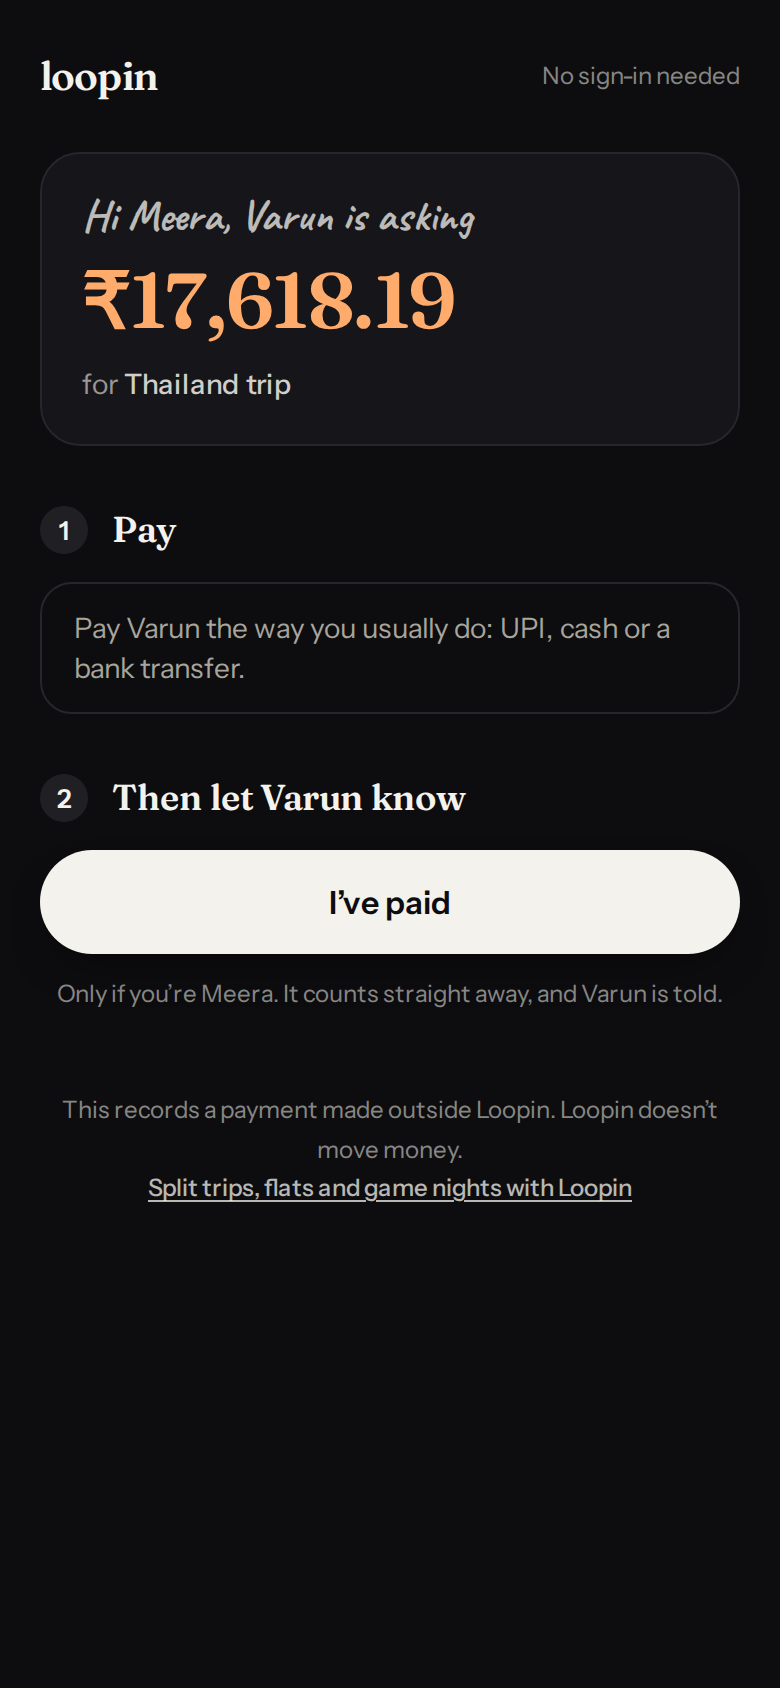 loopin
No sign-in needed
Hi Meera, Varun is asking
₹17,618.19
for Thailand trip
1 Pay
Pay Varun the way you usually do: UPI, cash or a
bank transfer.
2 Then let Varun know
I’ve paid
Only if you’re Meera. It counts straight away, and Varun is told.
This records a payment made outside Loopin. Loopin doesn’t
move money.
Split trips, flats and game nights with Loopin